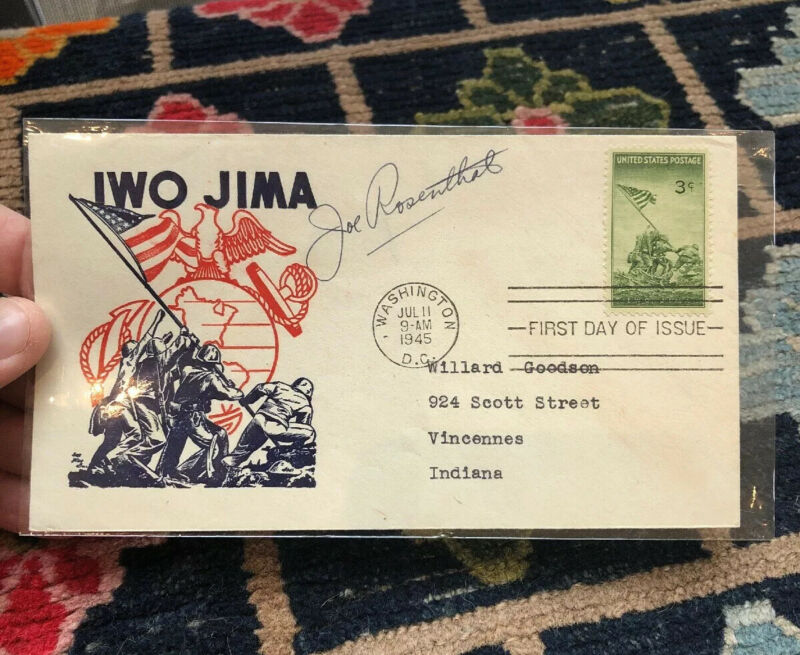 IWO JIMA
Joe Rosenthal
UNITED STATES POSTAGE
3¢
WASHINGTON
JUL 11
9-AM
1945
D.C.
FIRST DAY OF ISSUE
Willard Goodson
924 Scott Street
Vincennes
Indiana